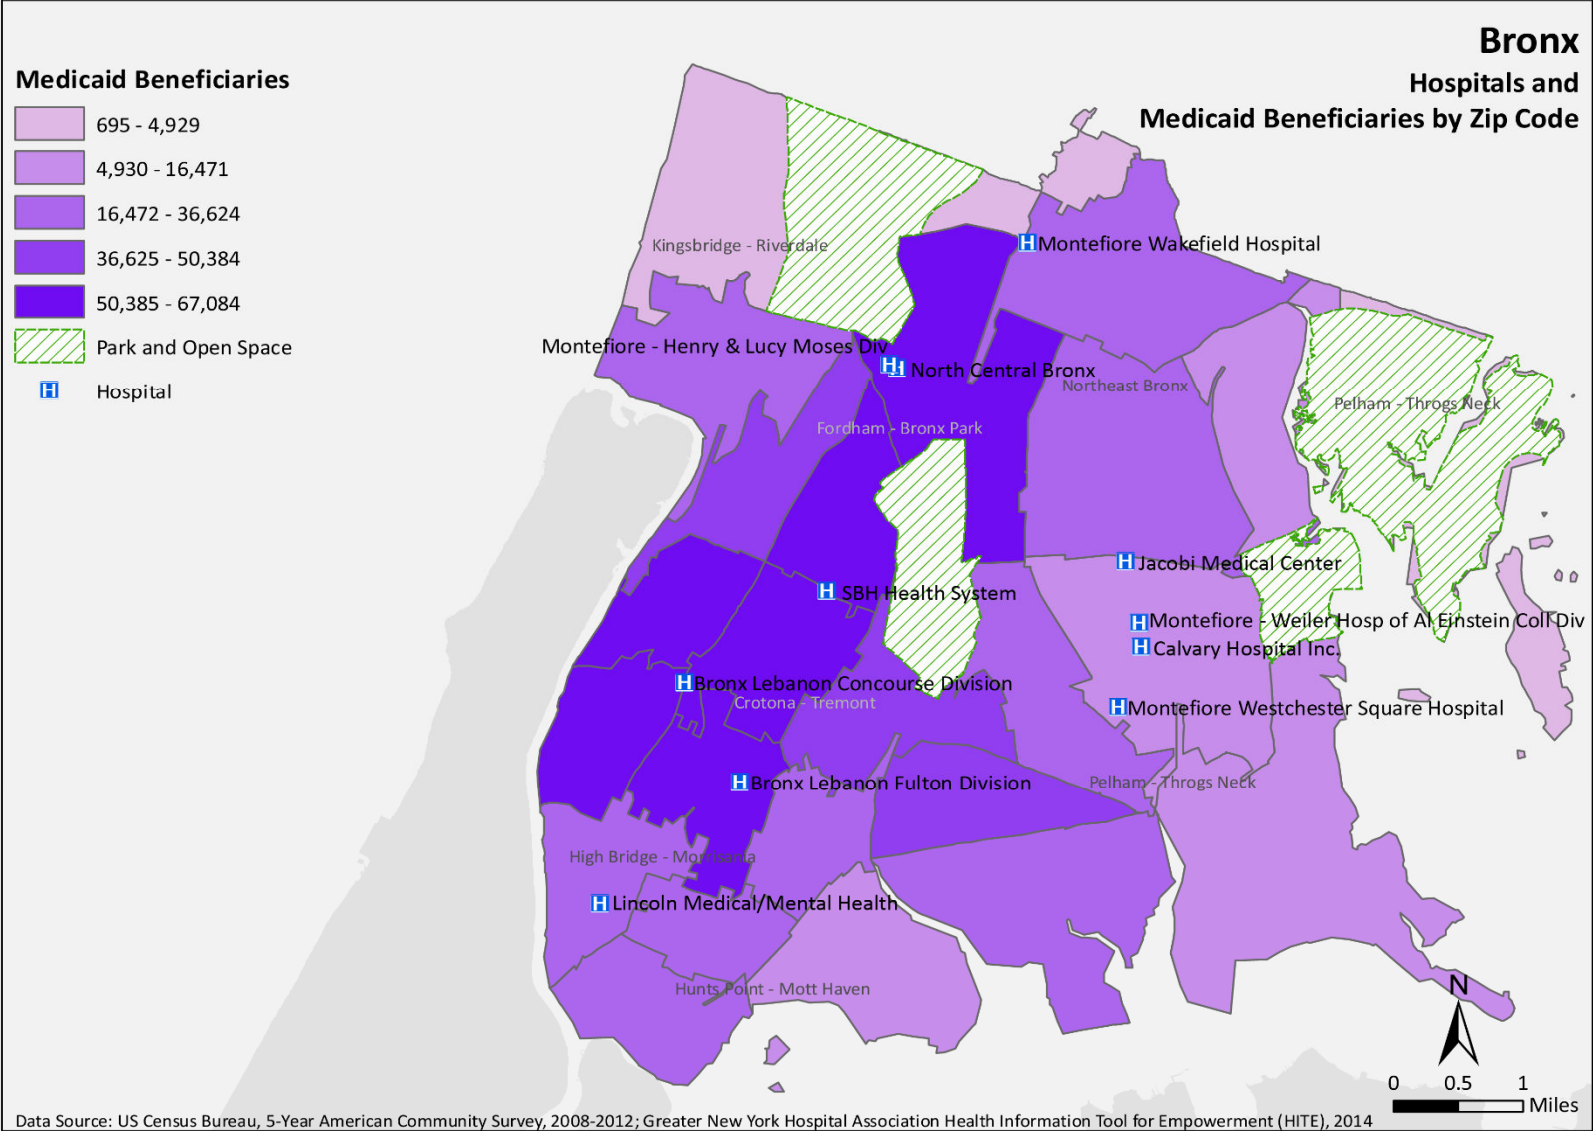 Bronx
Hospitals and
Medicaid Beneficiaries by Zip Code
Medicaid Beneficiaries
695 - 4,929
4,930 - 16,471
16,472 - 36,624
36,625 - 50,384
50,385 - 67,084
Park and Open Space
H Hospital
Kingsbridge - Riverdale
H Montefiore Wakefield Hospital
Montefiore - Henry & Lucy Moses Div H
H North Central Bronx
Northeast Bronx
Pelham - Throgs Neck
Fordham - Bronx Park
H Jacobi Medical Center
H SBH Health System
H Montefiore - Weiler Hosp of Al Einstein Coll Div
H Calvary Hospital Inc.
H Bronx Lebanon Concourse Division
Crotona - Tremont
H Montefiore Westchester Square Hospital
H Bronx Lebanon Fulton Division
Pelham - Throgs Neck
High Bridge - Morrisania
H Lincoln Medical/Mental Health
Hunts Point - Mott Haven
N
0 0.5 1
Miles
Data Source: US Census Bureau, 5-Year American Community Survey, 2008-2012; Greater New York Hospital Association Health Information Tool for Empowerment (HITE), 2014